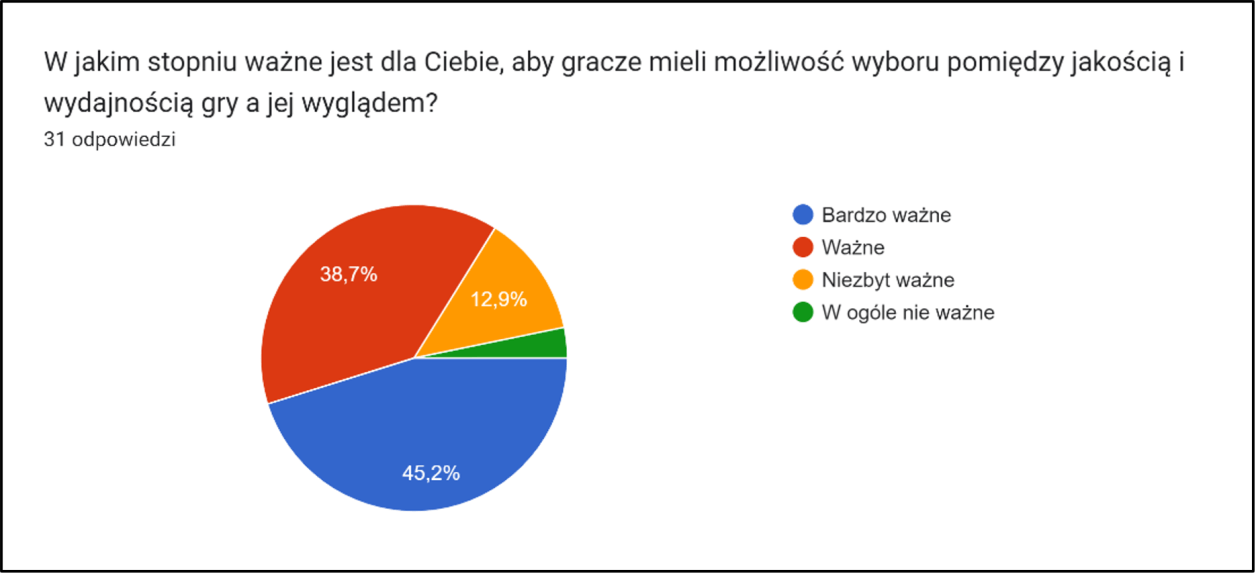 W jakim stopniu ważne jest dla Ciebie, aby gracze mieli możliwość wyboru pomiędzy jakością i
wydajnością gry a jej wyglądem?
31 odpowiedzi
Bardzo ważne
Ważne
Niezbyt ważne
W ogóle nie ważne
38,7%
12,9%
45,2%